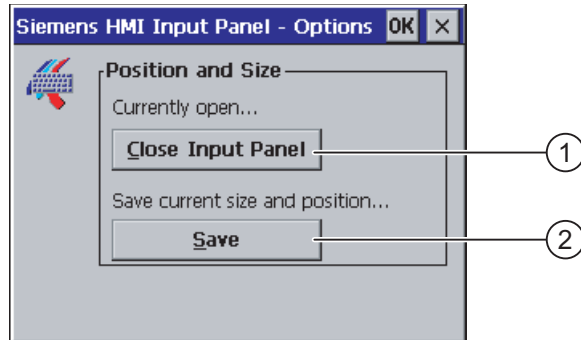 Siemens HMI Input Panel - Options OK ×
Position and Size
Currently open...
Close Input Panel
1
Save current size and position...
Save
2